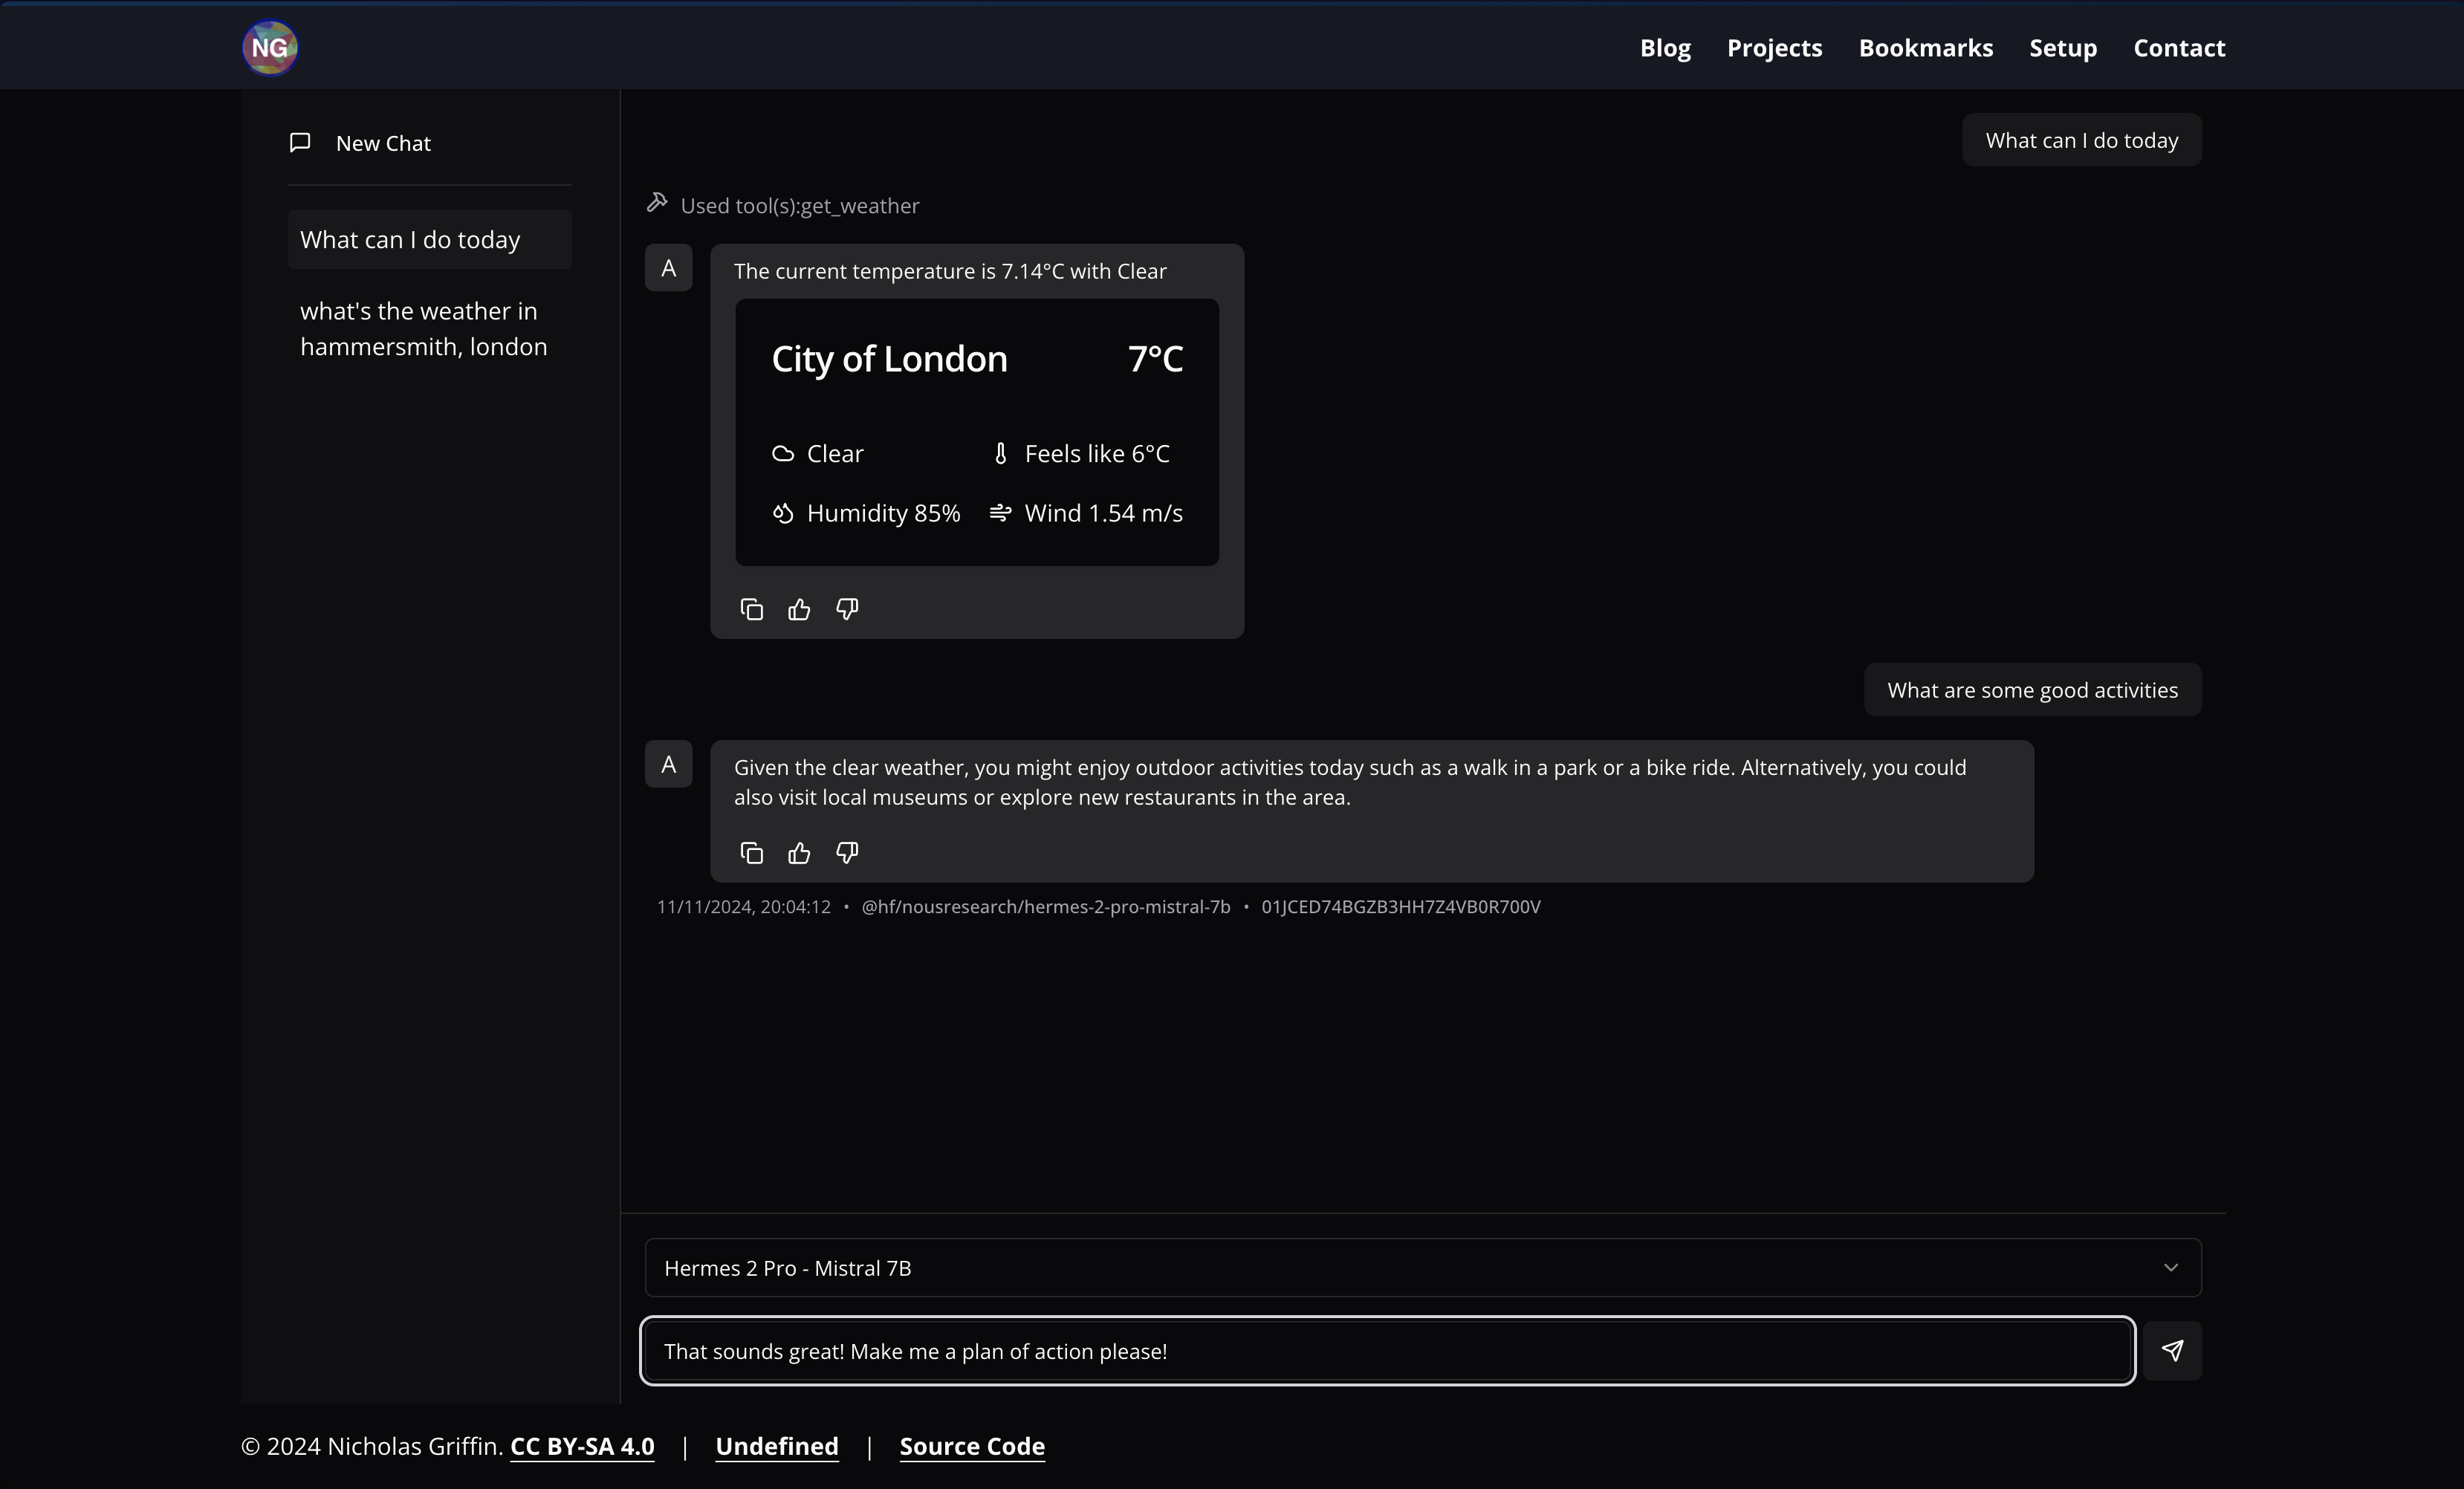 NG
Blog Projects Bookmarks Setup Contact
New Chat
What can I do today
what's the weather in
hammersmith, london
What can I do today
Used tool(s):get_weather
A
The current temperature is 7.14°C with Clear
City of London 7°C
Clear Feels like 6°C
Humidity 85% Wind 1.54 m/s
What are some good activities
A
Given the clear weather, you might enjoy outdoor activities today such as a walk in a park or a bike ride. Alternatively, you could
also visit local museums or explore new restaurants in the area.
11/11/2024, 20:04:12 • @hf/nousresearch/hermes-2-pro-mistral-7b • 01JCED74BGZB3HH7Z4VB0R700V
Hermes 2 Pro - Mistral 7B
That sounds great! Make me a plan of action please!
© 2024 Nicholas Griffin. CC BY-SA 4.0 | Undefined | Source Code